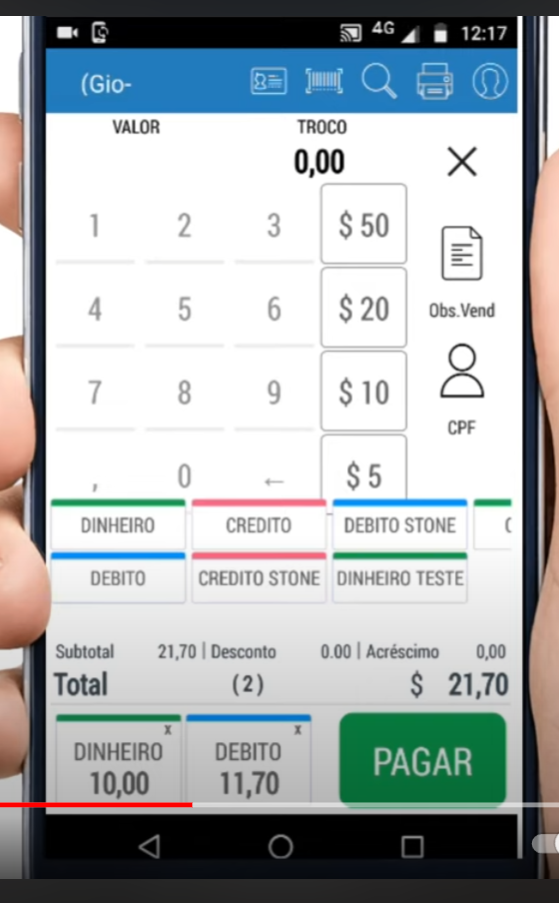 4G 12:17
(Gio-
VALOR TROCO
0,00
1 2 3 $ 50
4 5 6 $ 20 Obs.Vend
7 8 9 $ 10
CPF
, 0 ← $ 5
DINHEIRO CREDITO DEBITO STONE
DEBITO CREDITO STONE DINHEIRO TESTE
Subtotal 21,70 | Desconto 0.00 | Acréscimo 0,00
Total (2) $ 21,70
x x
DINHEIRO DEBITO PAGAR
10,00 11,70